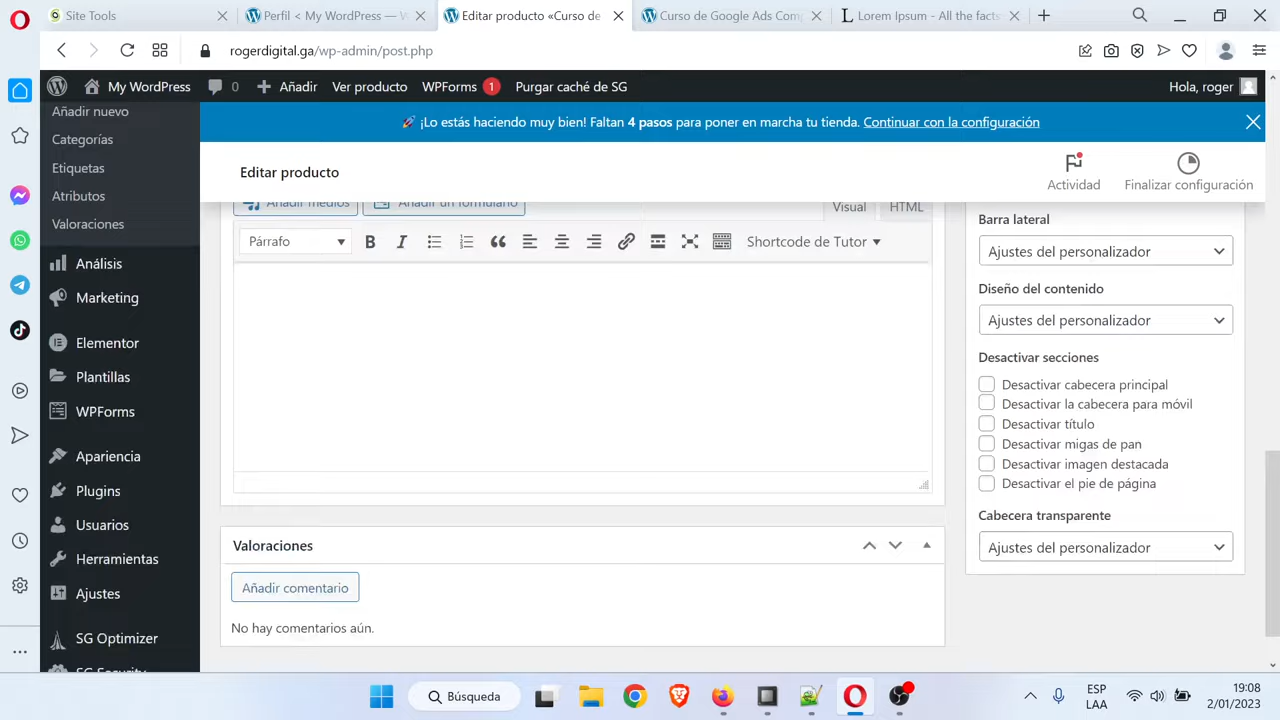 Site Tools
Perfil < My WordPress —
Editar producto «Curso de
Curso de Google Ads Comp
Lorem Ipsum - All the facts
rogerdigital.ga/wp-admin/post.php
My WordPress
0
Añadir
Ver producto
WPForms
1
Purgar caché de SG
Hola, roger
🚀 ¡Lo estás haciendo muy bien! Faltan 4 pasos para poner en marcha tu tienda. Continuar con la configuración
Editar producto
Actividad
Finalizar configuración
Añadir nuevo
Categorías
Etiquetas
Atributos
Valoraciones
Análisis
Marketing
Elementor
Plantillas
WPForms
Apariencia
Plugins
Usuarios
Herramientas
Ajustes
SG Optimizer
SG Security
Añadir medios
Añadir un formulario
Visual
HTML
Párrafo
Shortcode de Tutor
Valoraciones
Añadir comentario
No hay comentarios aún.
Barra lateral
Ajustes del personalizador
Diseño del contenido
Ajustes del personalizador
Desactivar secciones
Desactivar cabecera principal
Desactivar la cabecera para móvil
Desactivar título
Desactivar migas de pan
Desactivar imagen destacada
Desactivar el pie de página
Cabecera transparente
Ajustes del personalizador
Búsqueda
ESP
LAA
19:08
2/01/2023